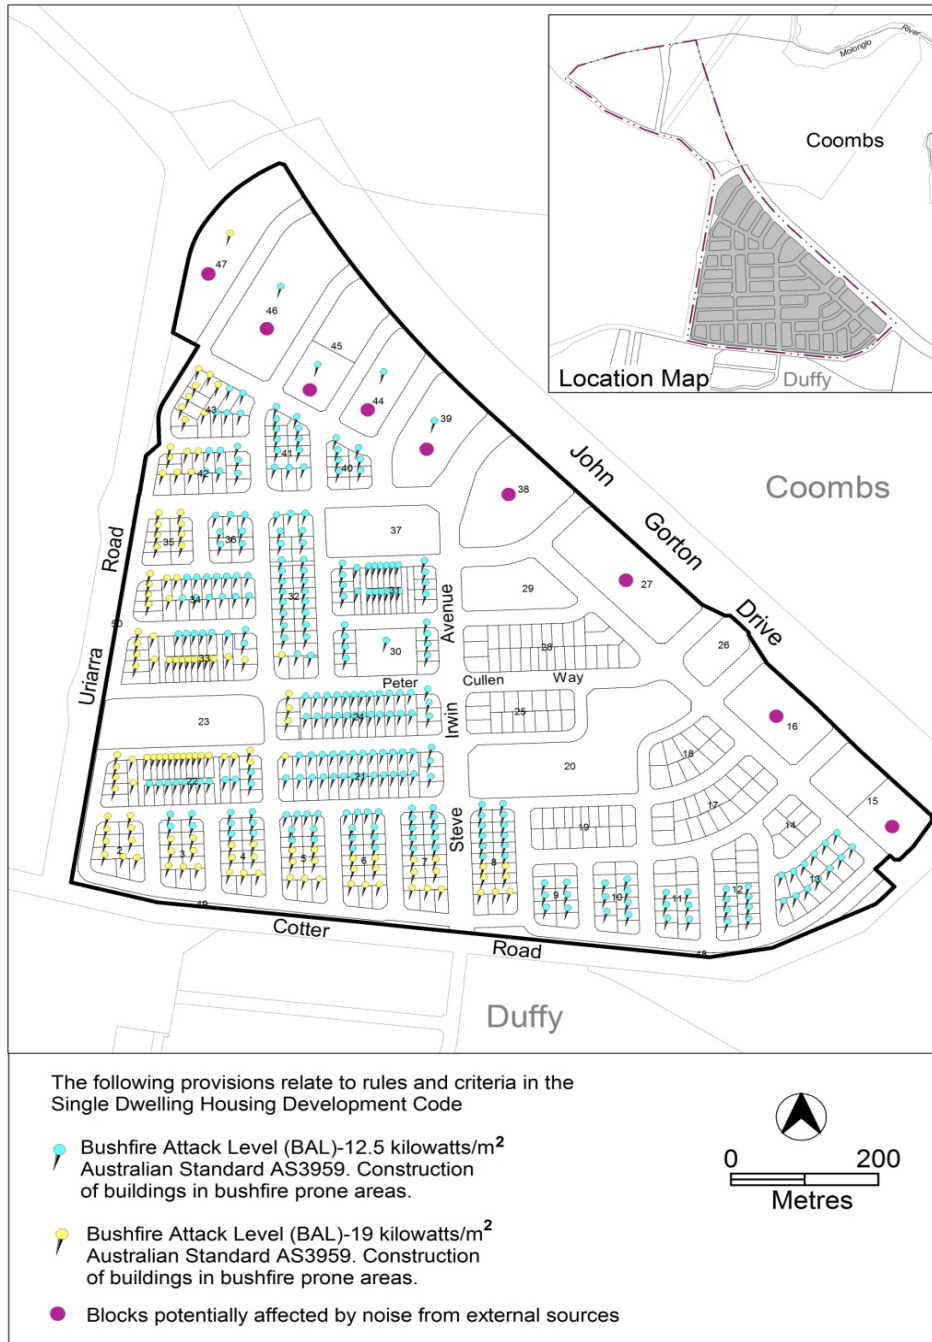 Molonglo
River
Coombs
Location Map
Duffy
47
46
45
44
39
38
43
42
41
40
John
Gorton
Drive
Coombs
37
35
36
34
32
31
27
29
26
Road
Avenue
50
33
30
28
Uriarra
Peter Cullen Way
23
24
25
Irwin
16
18
22
21
20
17
15
Steve
2
3
4
5
6
7
8
19
14
9
10
11
12
13
49
Cotter
Road
48
Duffy
The following provisions relate to rules and criteria in the
Single Dwelling Housing Development Code
Bushfire Attack Level (BAL)-12.5 kilowatts/m²
Australian Standard AS3959. Construction
of buildings in bushfire prone areas.
Bushfire Attack Level (BAL)-19 kilowatts/m²
Australian Standard AS3959. Construction
of buildings in bushfire prone areas.
Blocks potentially affected by noise from external sources
0 200
Metres